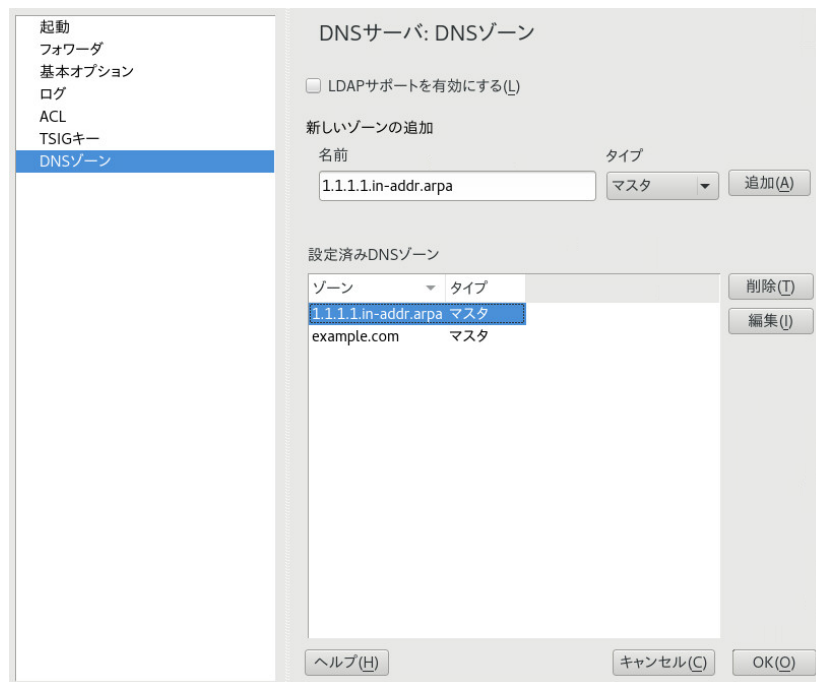 起動
フォワーダ
基本オプション
ログ
ACL
TSIGキー
DNSゾーン
DNSサーバ: DNSゾーン
LDAPサポートを有効にする(L)
新しいゾーンの追加
名前 タイプ
1.1.1.1.in-addr.arpa マスタ 追加(A)
設定済みDNSゾーン
ゾーン タイプ 削除(T)
1.1.1.1.in-addr.arpa マスタ 編集(I)
example.com マスタ
ヘルプ(H) キャンセル(C) OK(O)